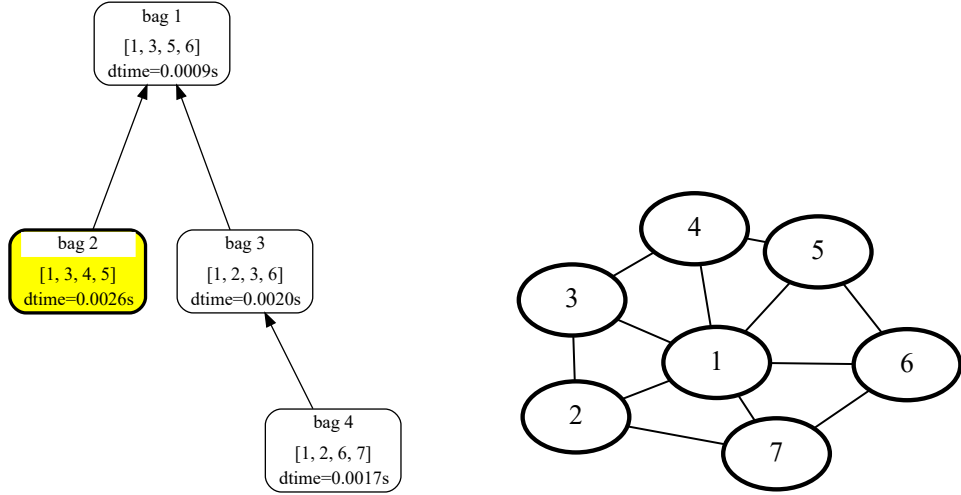 bag 1
[1, 3, 5, 6]
dtime=0.0009s
bag 2
[1, 3, 4, 5]
dtime=0.0026s
bag 3
[1, 2, 3, 6]
dtime=0.0020s
bag 4
[1, 2, 6, 7]
dtime=0.0017s
4
5
3
1
6
2
7